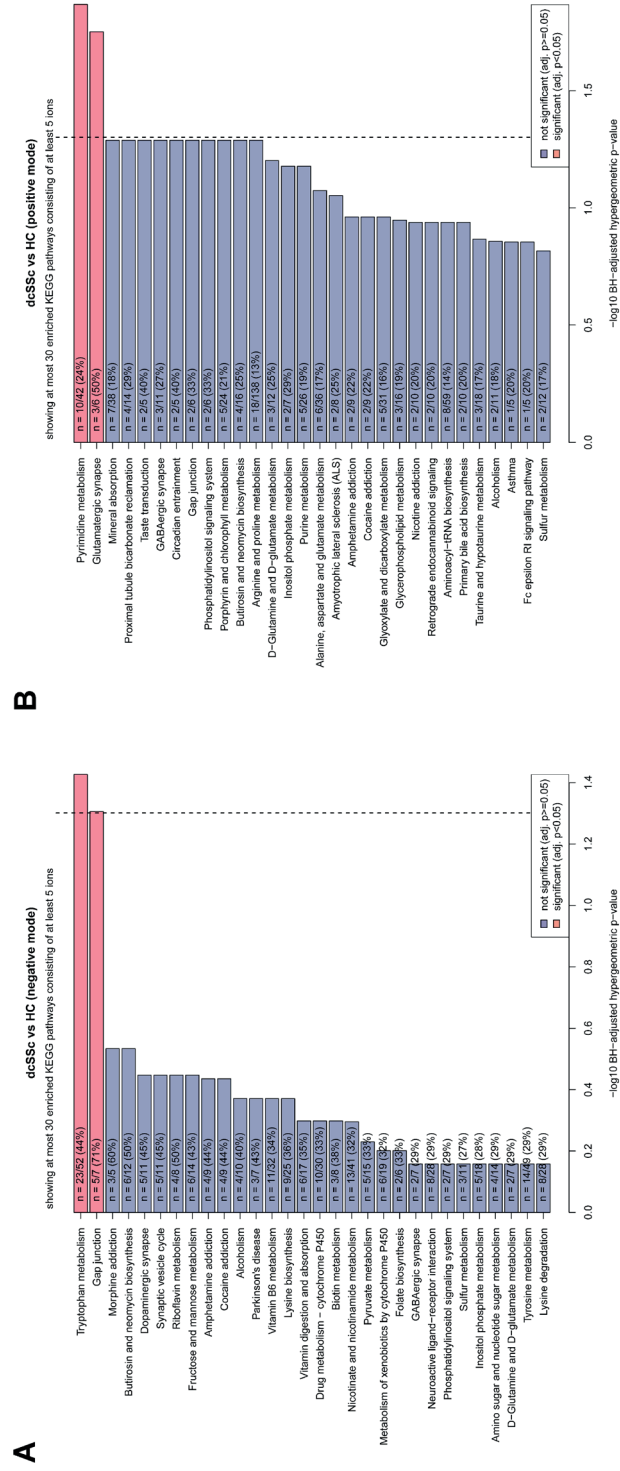 A
dcSSc vs HC (negative mode)
showing at most 30 enriched KEGG pathways consisting of at least 5 ions
Tryptophan metabolism n = 23/52 (44%)
Gap junction n = 5/7 (71%)
Morphine addiction n = 3/5 (60%)
Butirosin and neomycin biosynthesis n = 6/12 (50%)
Dopaminergic synapse n = 5/11 (45%)
Synaptic vesicle cycle n = 5/11 (45%)
Riboflavin metabolism n = 4/8 (50%)
Fructose and mannose metabolism n = 6/14 (43%)
Amphetamine addiction n = 4/9 (44%)
Cocaine addiction n = 4/9 (44%)
Alcoholism n = 4/10 (40%)
Parkinson's disease n = 3/7 (43%)
Vitamin B6 metabolism n = 11/32 (34%)
Lysine biosynthesis n = 9/25 (36%)
Vitamin digestion and absorption n = 6/17 (35%)
Drug metabolism − cytochrome P450 n = 10/30 (33%)
Biotin metabolism n = 3/8 (38%)
Nicotinate and nicotinamide metabolism n = 13/41 (32%)
Pyruvate metabolism n = 5/15 (33%)
Metabolism of xenobiotics by cytochrome P450 n = 6/19 (32%)
Folate biosynthesis n = 2/6 (33%)
GABAergic synapse n = 2/7 (29%)
Neuroactive ligand−receptor interaction n = 8/28 (29%)
Phosphatidylinositol signaling system n = 2/7 (29%)
Sulfur metabolism n = 3/11 (27%)
Inositol phosphate metabolism n = 5/18 (28%)
Amino sugar and nucleotide sugar metabolism n = 4/14 (29%)
D−Glutamine and D−glutamate metabolism n = 2/7 (29%)
Tyrosine metabolism n = 14/49 (29%)
Lysine degradation n = 8/28 (29%)
not significant (adj. p>=0.05)
significant (adj. p<0.05)
0.0 0.2 0.4 0.6 0.8 1.0 1.2 1.4
−log10 BH−adjusted hypergeometric p−value
B
dcSSc vs HC (positive mode)
showing at most 30 enriched KEGG pathways consisting of at least 5 ions
Pyrimidine metabolism n = 10/42 (24%)
Glutamatergic synapse n = 3/6 (50%)
Mineral absorption n = 7/38 (18%)
Proximal tubule bicarbonate reclamation n = 4/14 (29%)
Taste transduction n = 2/5 (40%)
GABAergic synapse n = 3/11 (27%)
Circadian entrainment n = 2/5 (40%)
Gap junction n = 2/6 (33%)
Phosphatidylinositol signaling system n = 2/6 (33%)
Porphyrin and chlorophyll metabolism n = 5/24 (21%)
Butirosin and neomycin biosynthesis n = 4/16 (25%)
Arginine and proline metabolism n = 18/138 (13%)
D−Glutamine and D−glutamate metabolism n = 3/12 (25%)
Inositol phosphate metabolism n = 2/7 (29%)
Purine metabolism n = 5/26 (19%)
Alanine, aspartate and glutamate metabolism n = 6/36 (17%)
Amyotrophic lateral sclerosis (ALS) n = 2/8 (25%)
Amphetamine addiction n = 2/9 (22%)
Cocaine addiction n = 2/9 (22%)
Glyoxylate and dicarboxylate metabolism n = 5/31 (16%)
Glycerophospholipid metabolism n = 3/16 (19%)
Nicotine addiction n = 2/10 (20%)
Retrograde endocannabinoid signaling n = 2/10 (20%)
Aminoacyl−tRNA biosynthesis n = 8/59 (14%)
Primary bile acid biosynthesis n = 2/10 (20%)
Taurine and hypotaurine metabolism n = 3/18 (17%)
Alcoholism n = 2/11 (18%)
Asthma n = 1/5 (20%)
Fc epsilon RI signaling pathway n = 1/5 (20%)
Sulfur metabolism n = 2/12 (17%)
not significant (adj. p>=0.05)
significant (adj. p<0.05)
0.0 0.5 1.0 1.5
−log10 BH−adjusted hypergeometric p−value